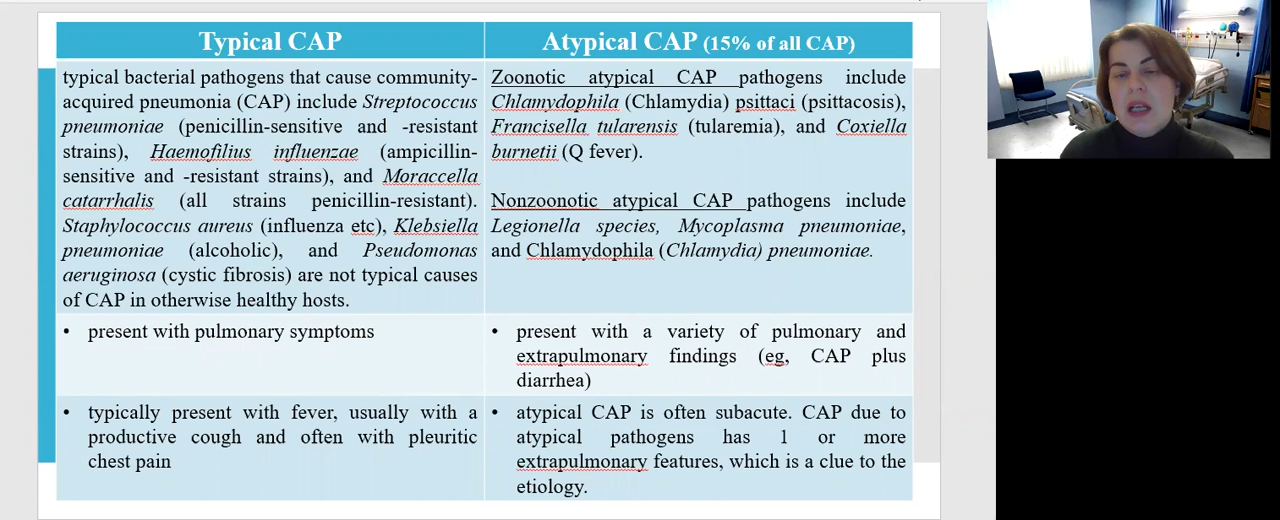 Typical CAP
Atypical CAP (15% of all CAP)
typical bacterial pathogens that cause community-
acquired pneumonia (CAP) include Streptococcus
pneumoniae (penicillin-sensitive and -resistant
strains), Haemofilius influenzae (ampicillin-
sensitive and -resistant strains), and Moraccella
catarrhalis (all strains penicillin-resistant).
Staphylococcus aureus (influenza etc), Klebsiella
pneumoniae (alcoholic), and Pseudomonas
aeruginosa (cystic fibrosis) are not typical causes
of CAP in otherwise healthy hosts.
Zoonotic atypical CAP pathogens include
Chlamydophila (Chlamydia) psittaci (psittacosis),
Francisella tularensis (tularemia), and Coxiella
burnetii (Q fever).
Nonzoonotic atypical CAP pathogens include
Legionella species, Mycoplasma pneumoniae,
and Chlamydophila (Chlamydia) pneumoniae.
• present with pulmonary symptoms
• present with a variety of pulmonary and
extrapulmonary findings (eg, CAP plus
diarrhea)
• typically present with fever, usually with a
productive cough and often with pleuritic
chest pain
• atypical CAP is often subacute. CAP due to
atypical pathogens has 1 or more
extrapulmonary features, which is a clue to the
etiology.